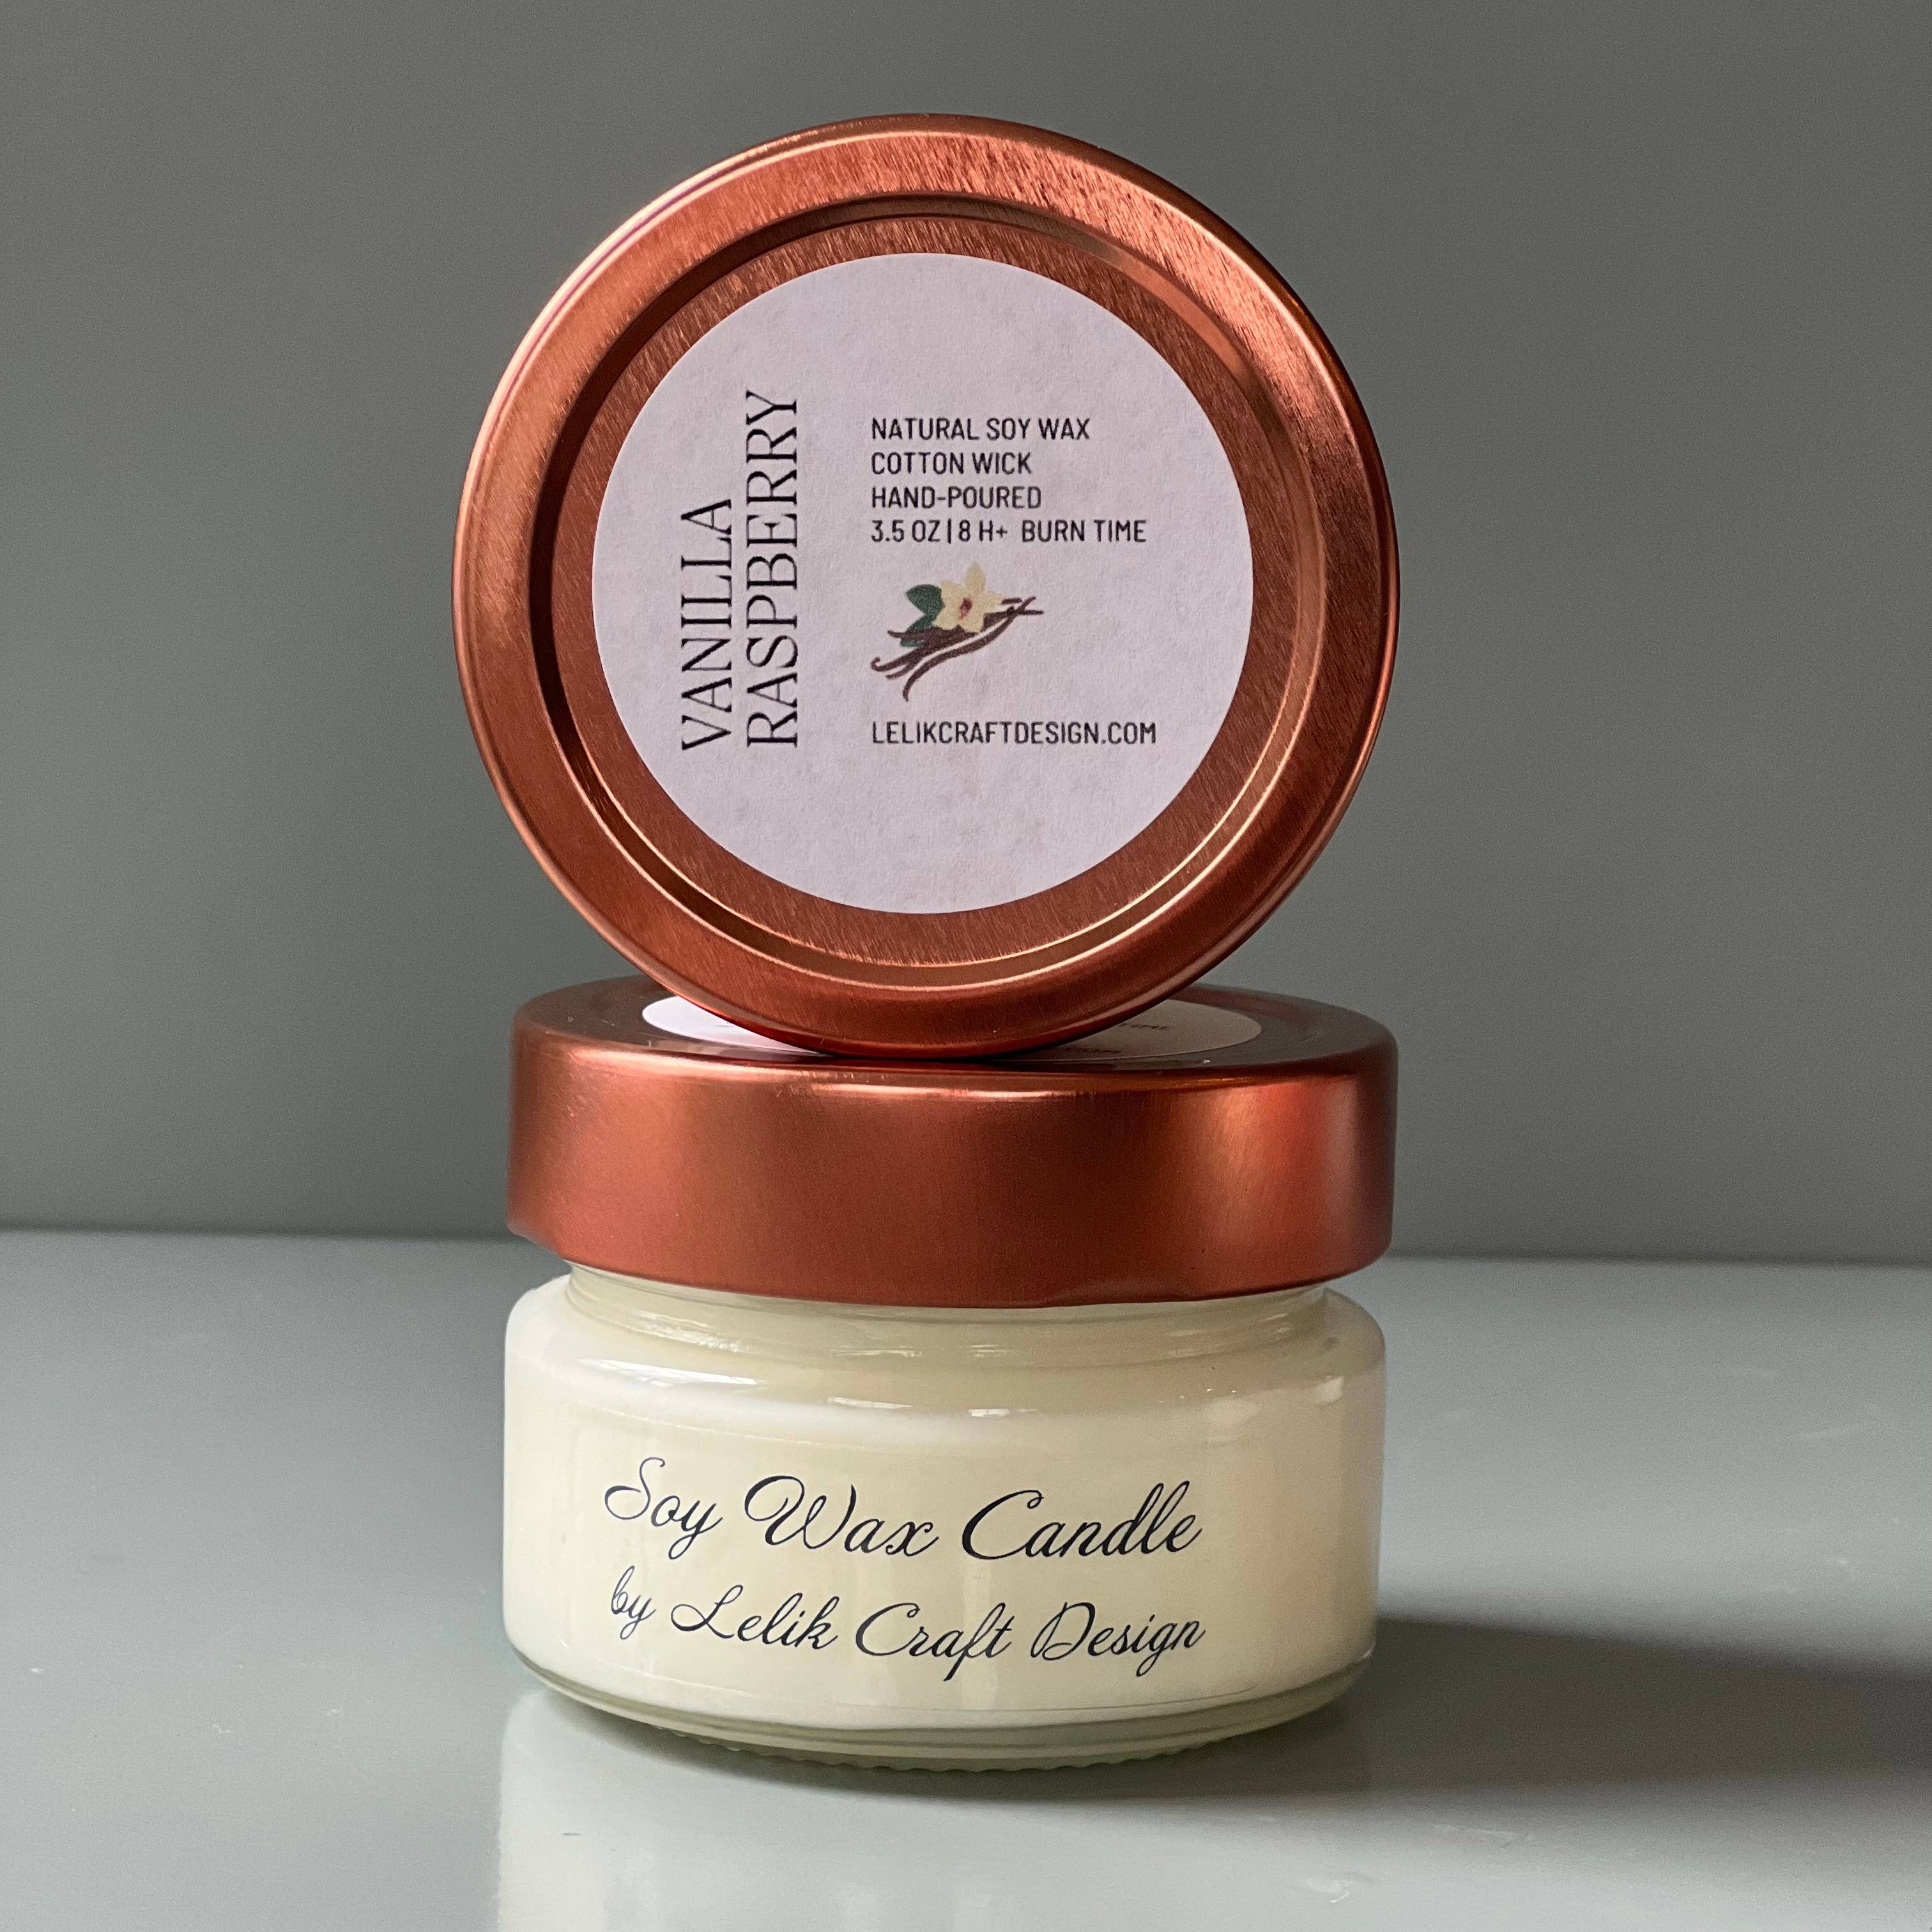 VANILLA
RASPBERRY
NATURAL SOY WAX
COTTON WICK
HAND-POURED
3.5 OZ | 8 H+ BURN TIME
LELIKCRAFTDESIGN.COM
TIME
Soy Wax Candle
by Lelik Craft Design